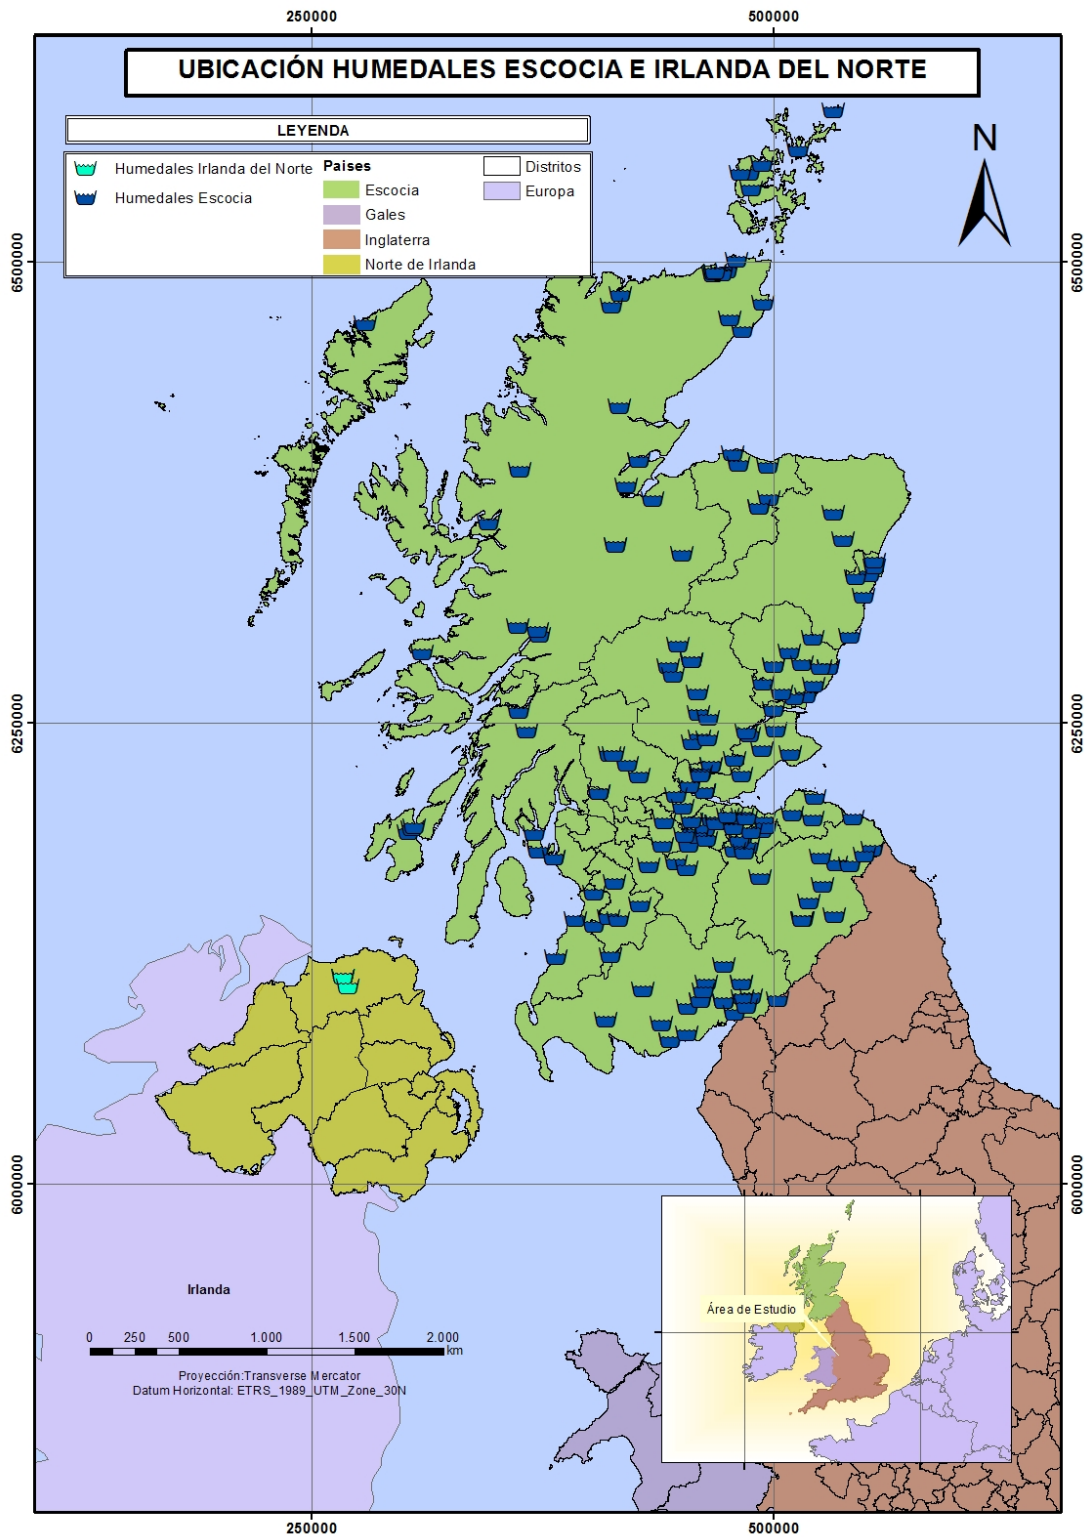 250000 500000
UBICACIÓN HUMEDALES ESCOCIA E IRLANDA DEL NORTE
LEYENDA
Humedales Irlanda del Norte
Humedales Escocia
Paises
Escocia
Gales
Inglaterra
Norte de Irlanda
Distritos
Europa
N
6500000 6500000
6250000 6250000
6000000 6000000
Área de Estudio
Irlanda
0 250 500 1.000 1.500 2.000
km
Proyección:Transverse Mercator
Datum Horizontal: ETRS_1989_UTM_Zone_30N
250000 500000